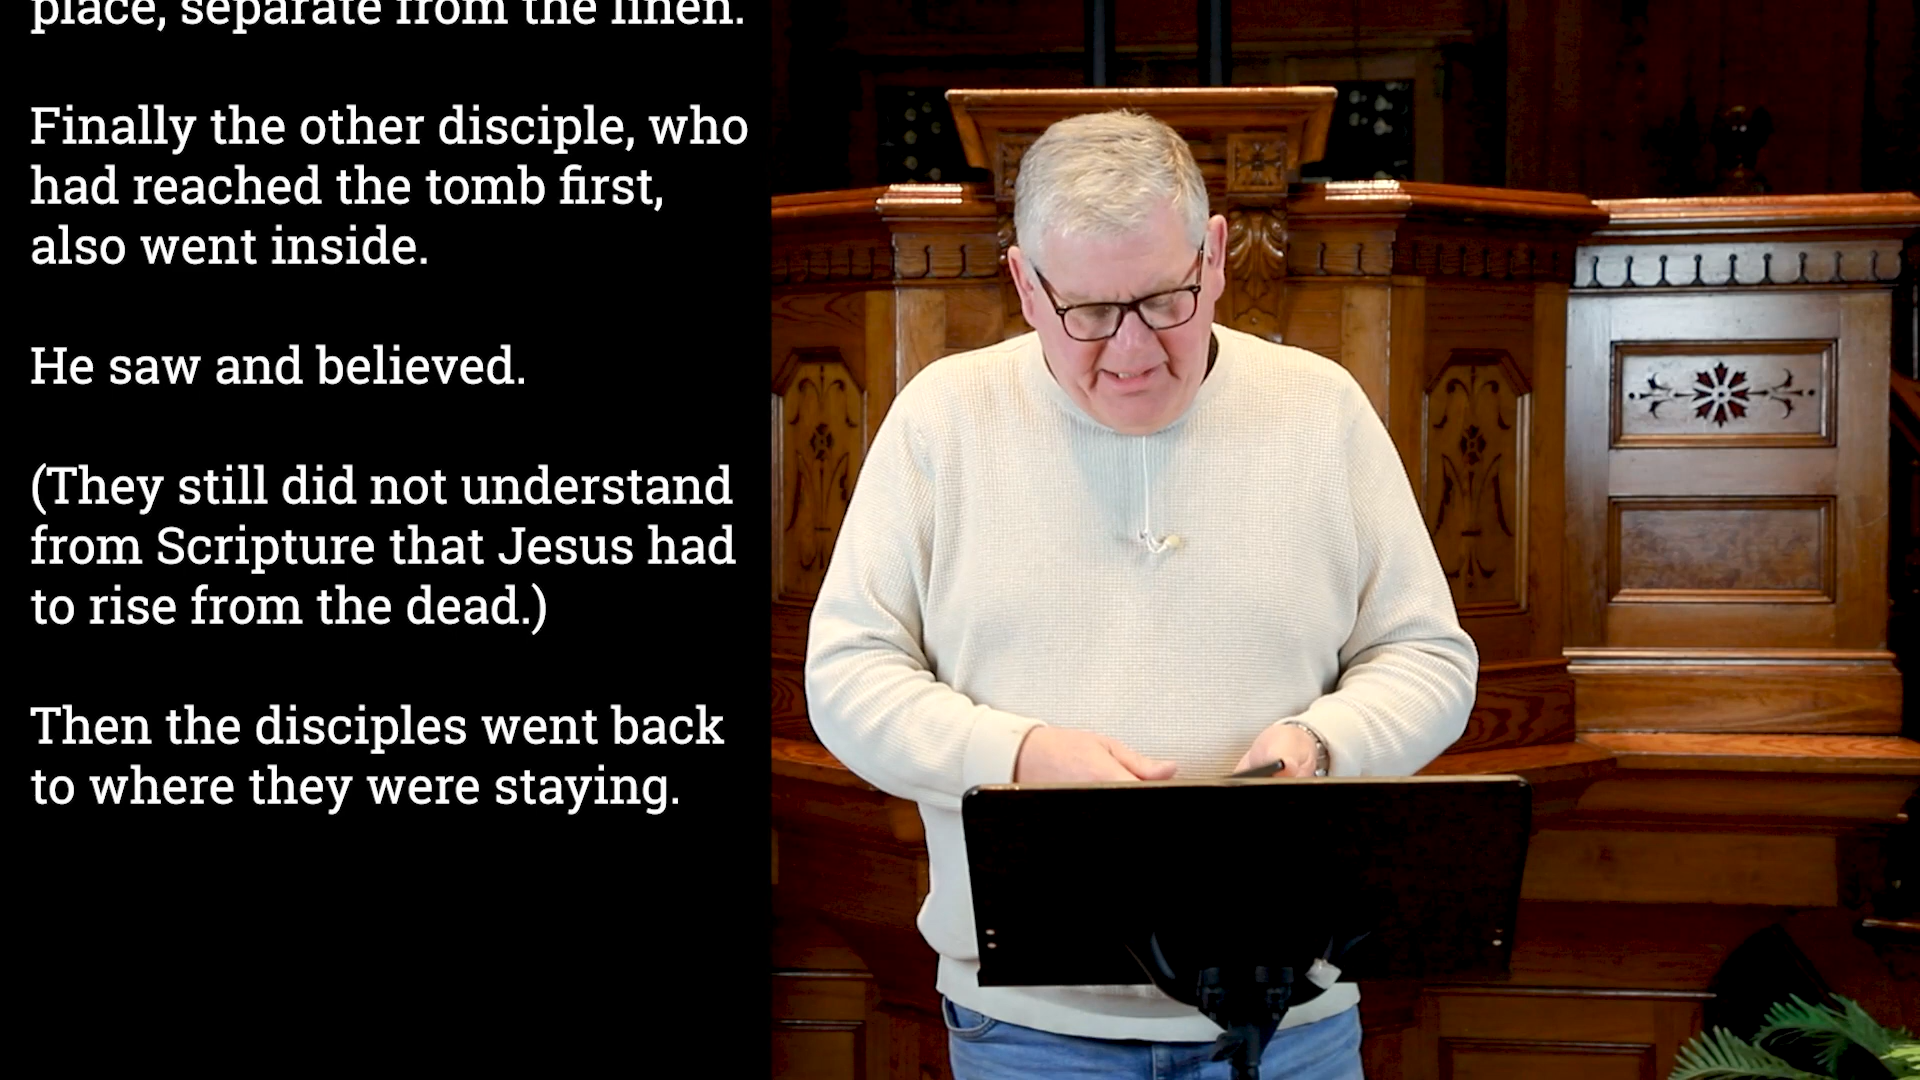 place, separate from the linen.
Finally the other disciple, who
had reached the tomb first,
also went inside.
He saw and believed.
(They still did not understand
from Scripture that Jesus had
to rise from the dead.)
Then the disciples went back
to where they were staying.